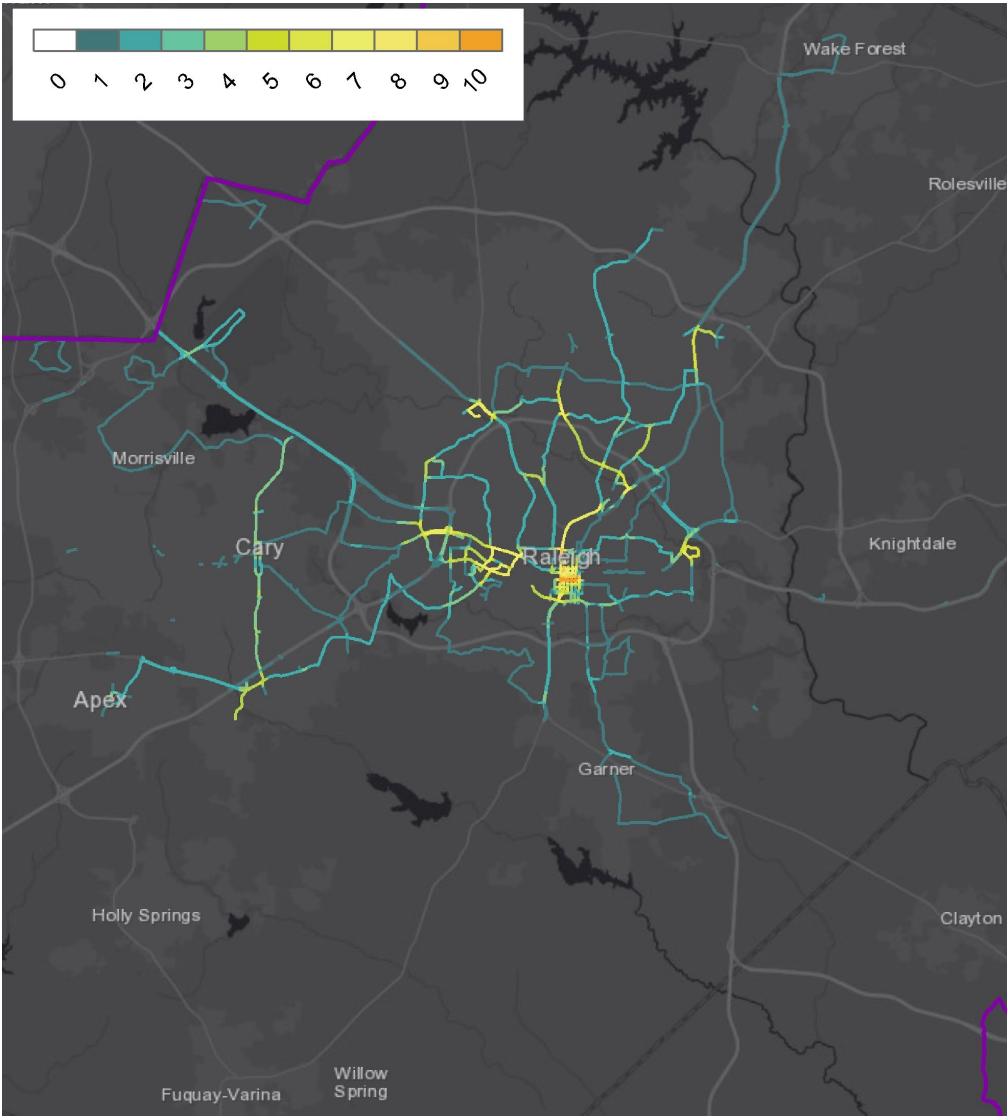 0 1 2 3 4 5 6 7 8 9 10
Wake Forest
Rolesville
Morrisville
Cary
Raleigh
Knightdale
Apex
Garner
Holly Springs
Clayton
Willow
Spring
Fuquay-Varina